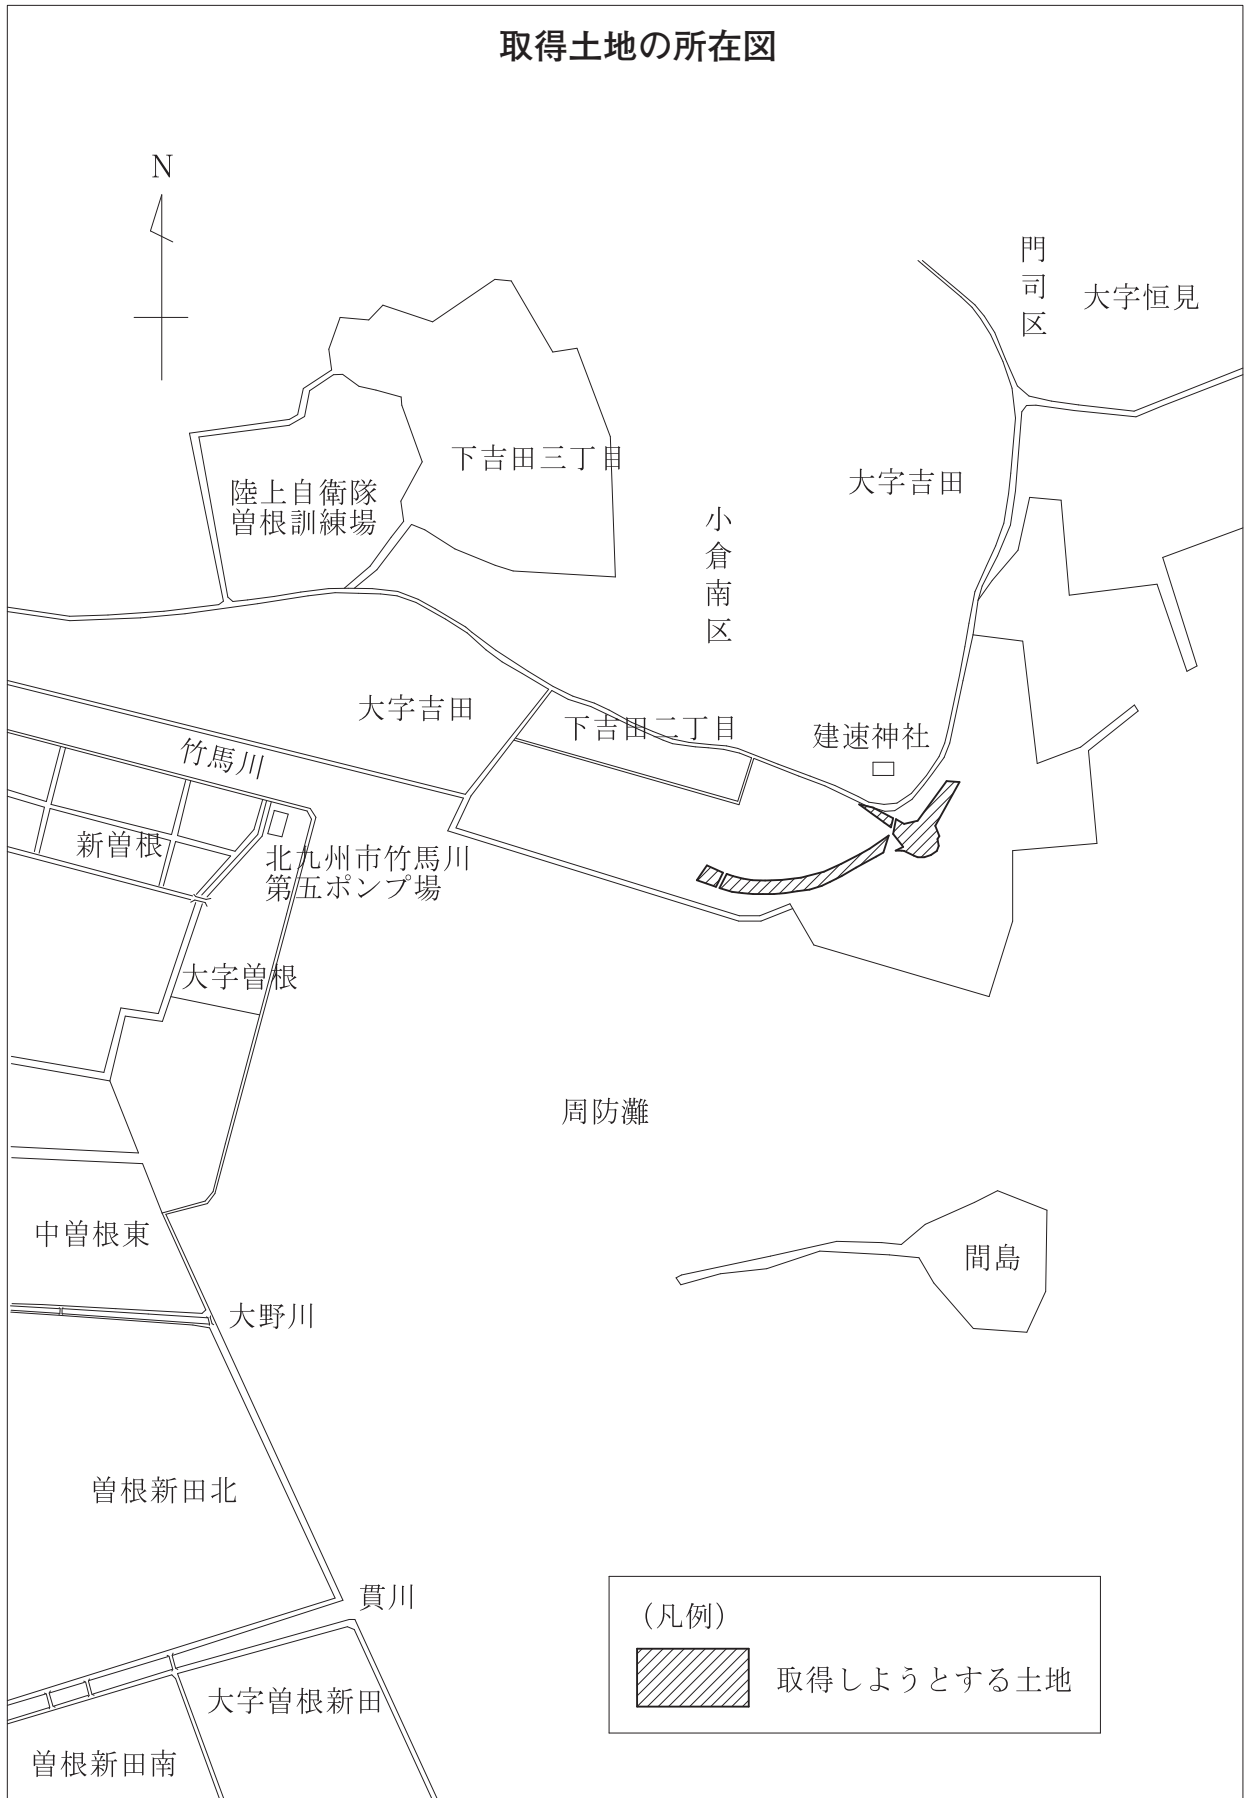 取得土地の所在図
N
門司区
大字恒見
下吉田三丁目
大字吉田
陸上自衛隊
曽根訓練場
小倉南区
大字吉田
下吉田二丁目
建速神社
竹馬川
新曽根
北九州市竹馬川
第五ポンプ場
大字曽根
周防灘
中曽根東
間島
大野川
曽根新田北
貫川
(凡例)
取得しようとする土地
大字曽根新田
曽根新田南